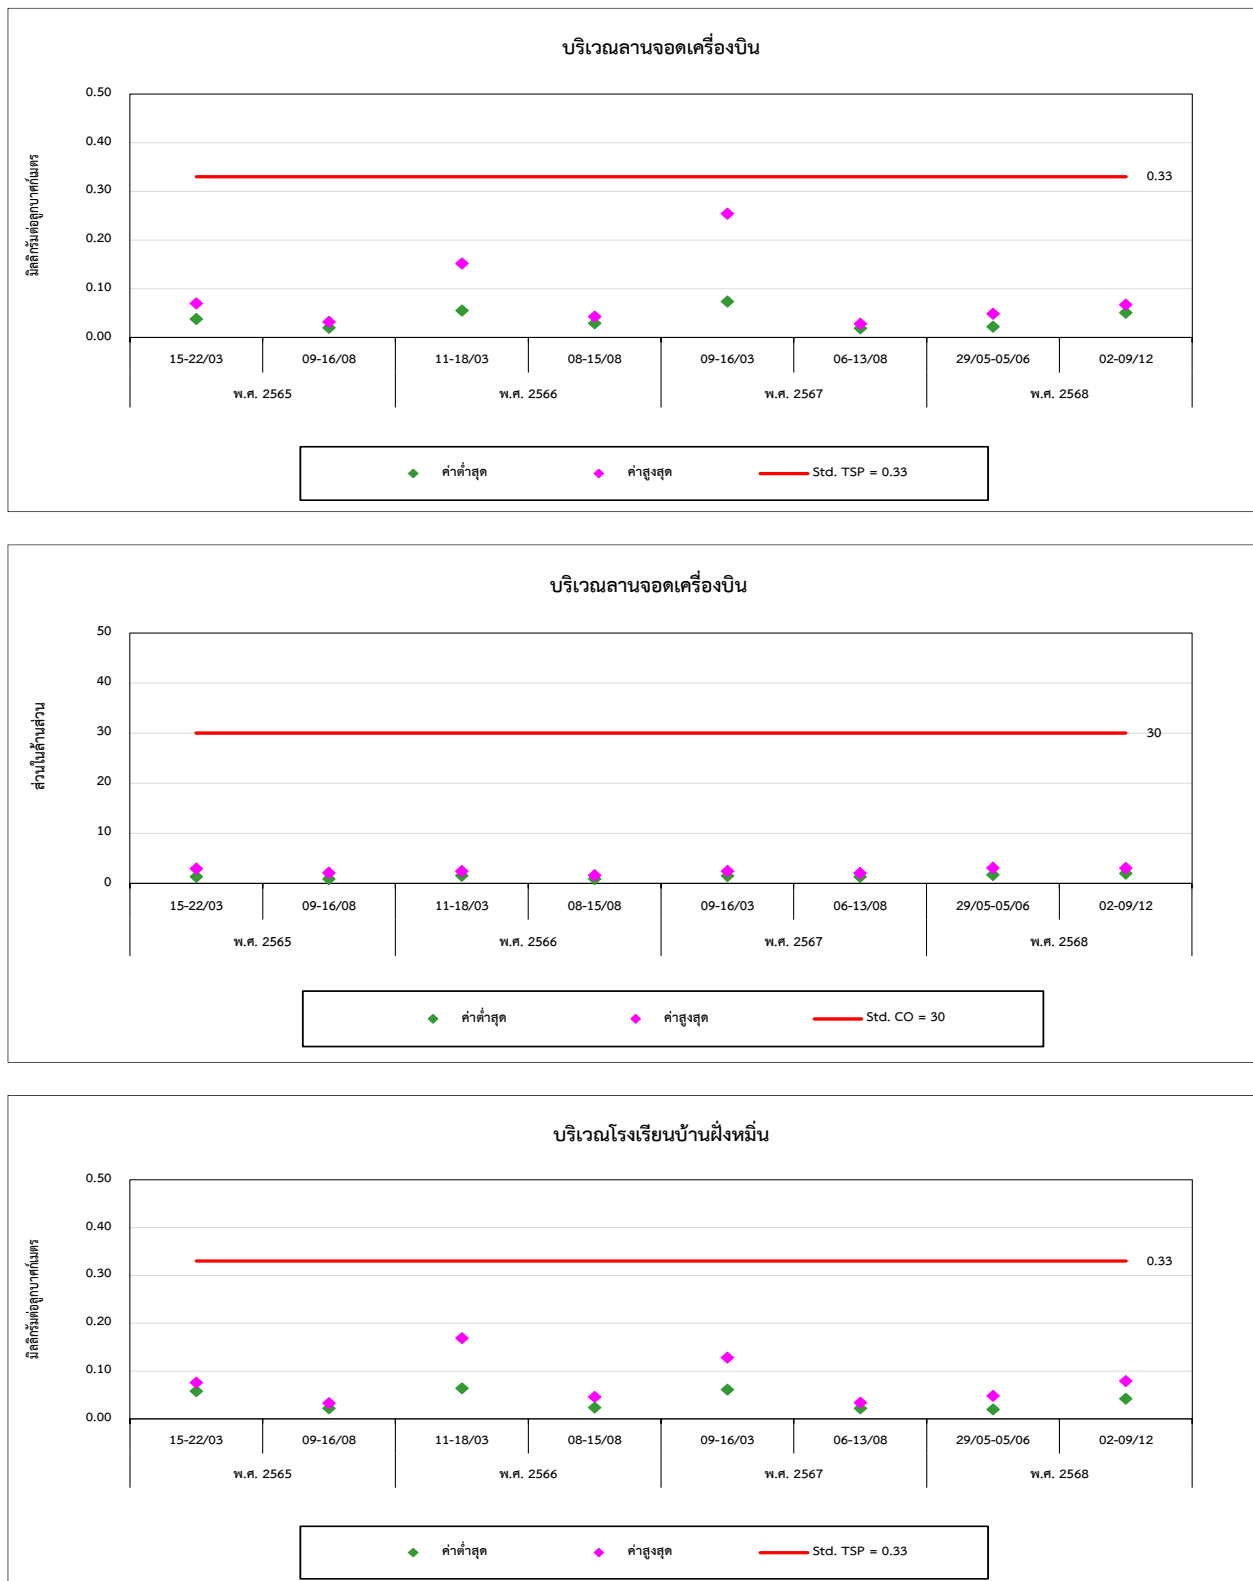 บริเวณลานจอดเครื่องบิน
มิลลิกรัมต่อลูกบาศก์เมตร
0.50
0.40
0.30
0.20
0.10
0.00
0.33
15-22/03 09-16/08 11-18/03 08-15/08 09-16/03 06-13/08 29/05-05/06 02-09/12
พ.ศ. 2565 พ.ศ. 2566 พ.ศ. 2567 พ.ศ. 2568
ค่าต่ำสุด ค่าสูงสุด Std. TSP = 0.33
บริเวณลานจอดเครื่องบิน
ส่วนในล้านส่วน
50
40
30
20
10
0
30
15-22/03 09-16/08 11-18/03 08-15/08 09-16/03 06-13/08 29/05-05/06 02-09/12
พ.ศ. 2565 พ.ศ. 2566 พ.ศ. 2567 พ.ศ. 2568
ค่าต่ำสุด ค่าสูงสุด Std. CO = 30
บริเวณโรงเรียนบ้านฝั่งหมิ่น
มิลลิกรัมต่อลูกบาศก์เมตร
0.50
0.40
0.30
0.20
0.10
0.00
0.33
15-22/03 09-16/08 11-18/03 08-15/08 09-16/03 06-13/08 29/05-05/06 02-09/12
พ.ศ. 2565 พ.ศ. 2566 พ.ศ. 2567 พ.ศ. 2568
ค่าต่ำสุด ค่าสูงสุด Std. TSP = 0.33